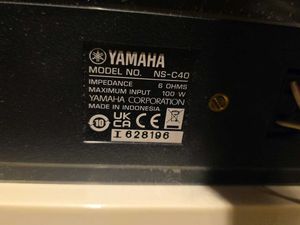 YAMAHA
MODEL NO. NS-C40
IMPEDANCE 6 OHMS
MAXIMUM INPUT 100 W
YAMAHA CORPORATION
MADE IN INDONESIA
10 UK CA CE
I 628196